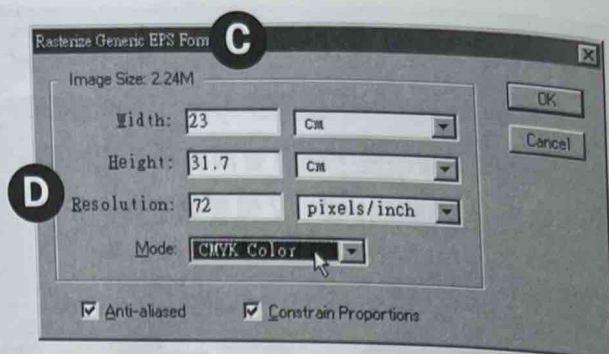 Rasterize Generic EPS Form
C
Image Size: 2.24M
OK
Width: 23 Cm
Cancel
Height: 31.7 Cm
D
Resolution: 72 pixels/inch
Mode: CMYK Color
Anti-aliased Constrain Proportions